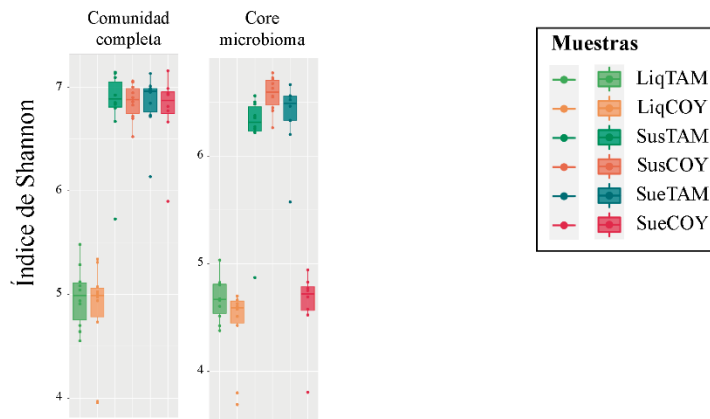 Comunidad
completa
Core
microbioma
Índice de Shannon
7
6
5
4
6
5
4
Muestras
LiqTAM
LiqCOY
SusTAM
SusCOY
SueTAM
SueCOY